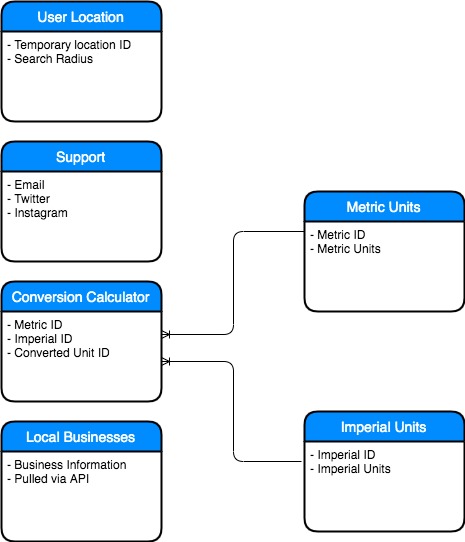 User Location
- Temporary location ID
- Search Radius
Support
- Email
- Twitter
- Instagram
Conversion Calculator
- Metric ID
- Imperial ID
- Converted Unit ID
Local Businesses
- Business Information
- Pulled via API
Metric Units
- Metric ID
- Metric Units
Imperial Units
- Imperial ID
- Imperial Units